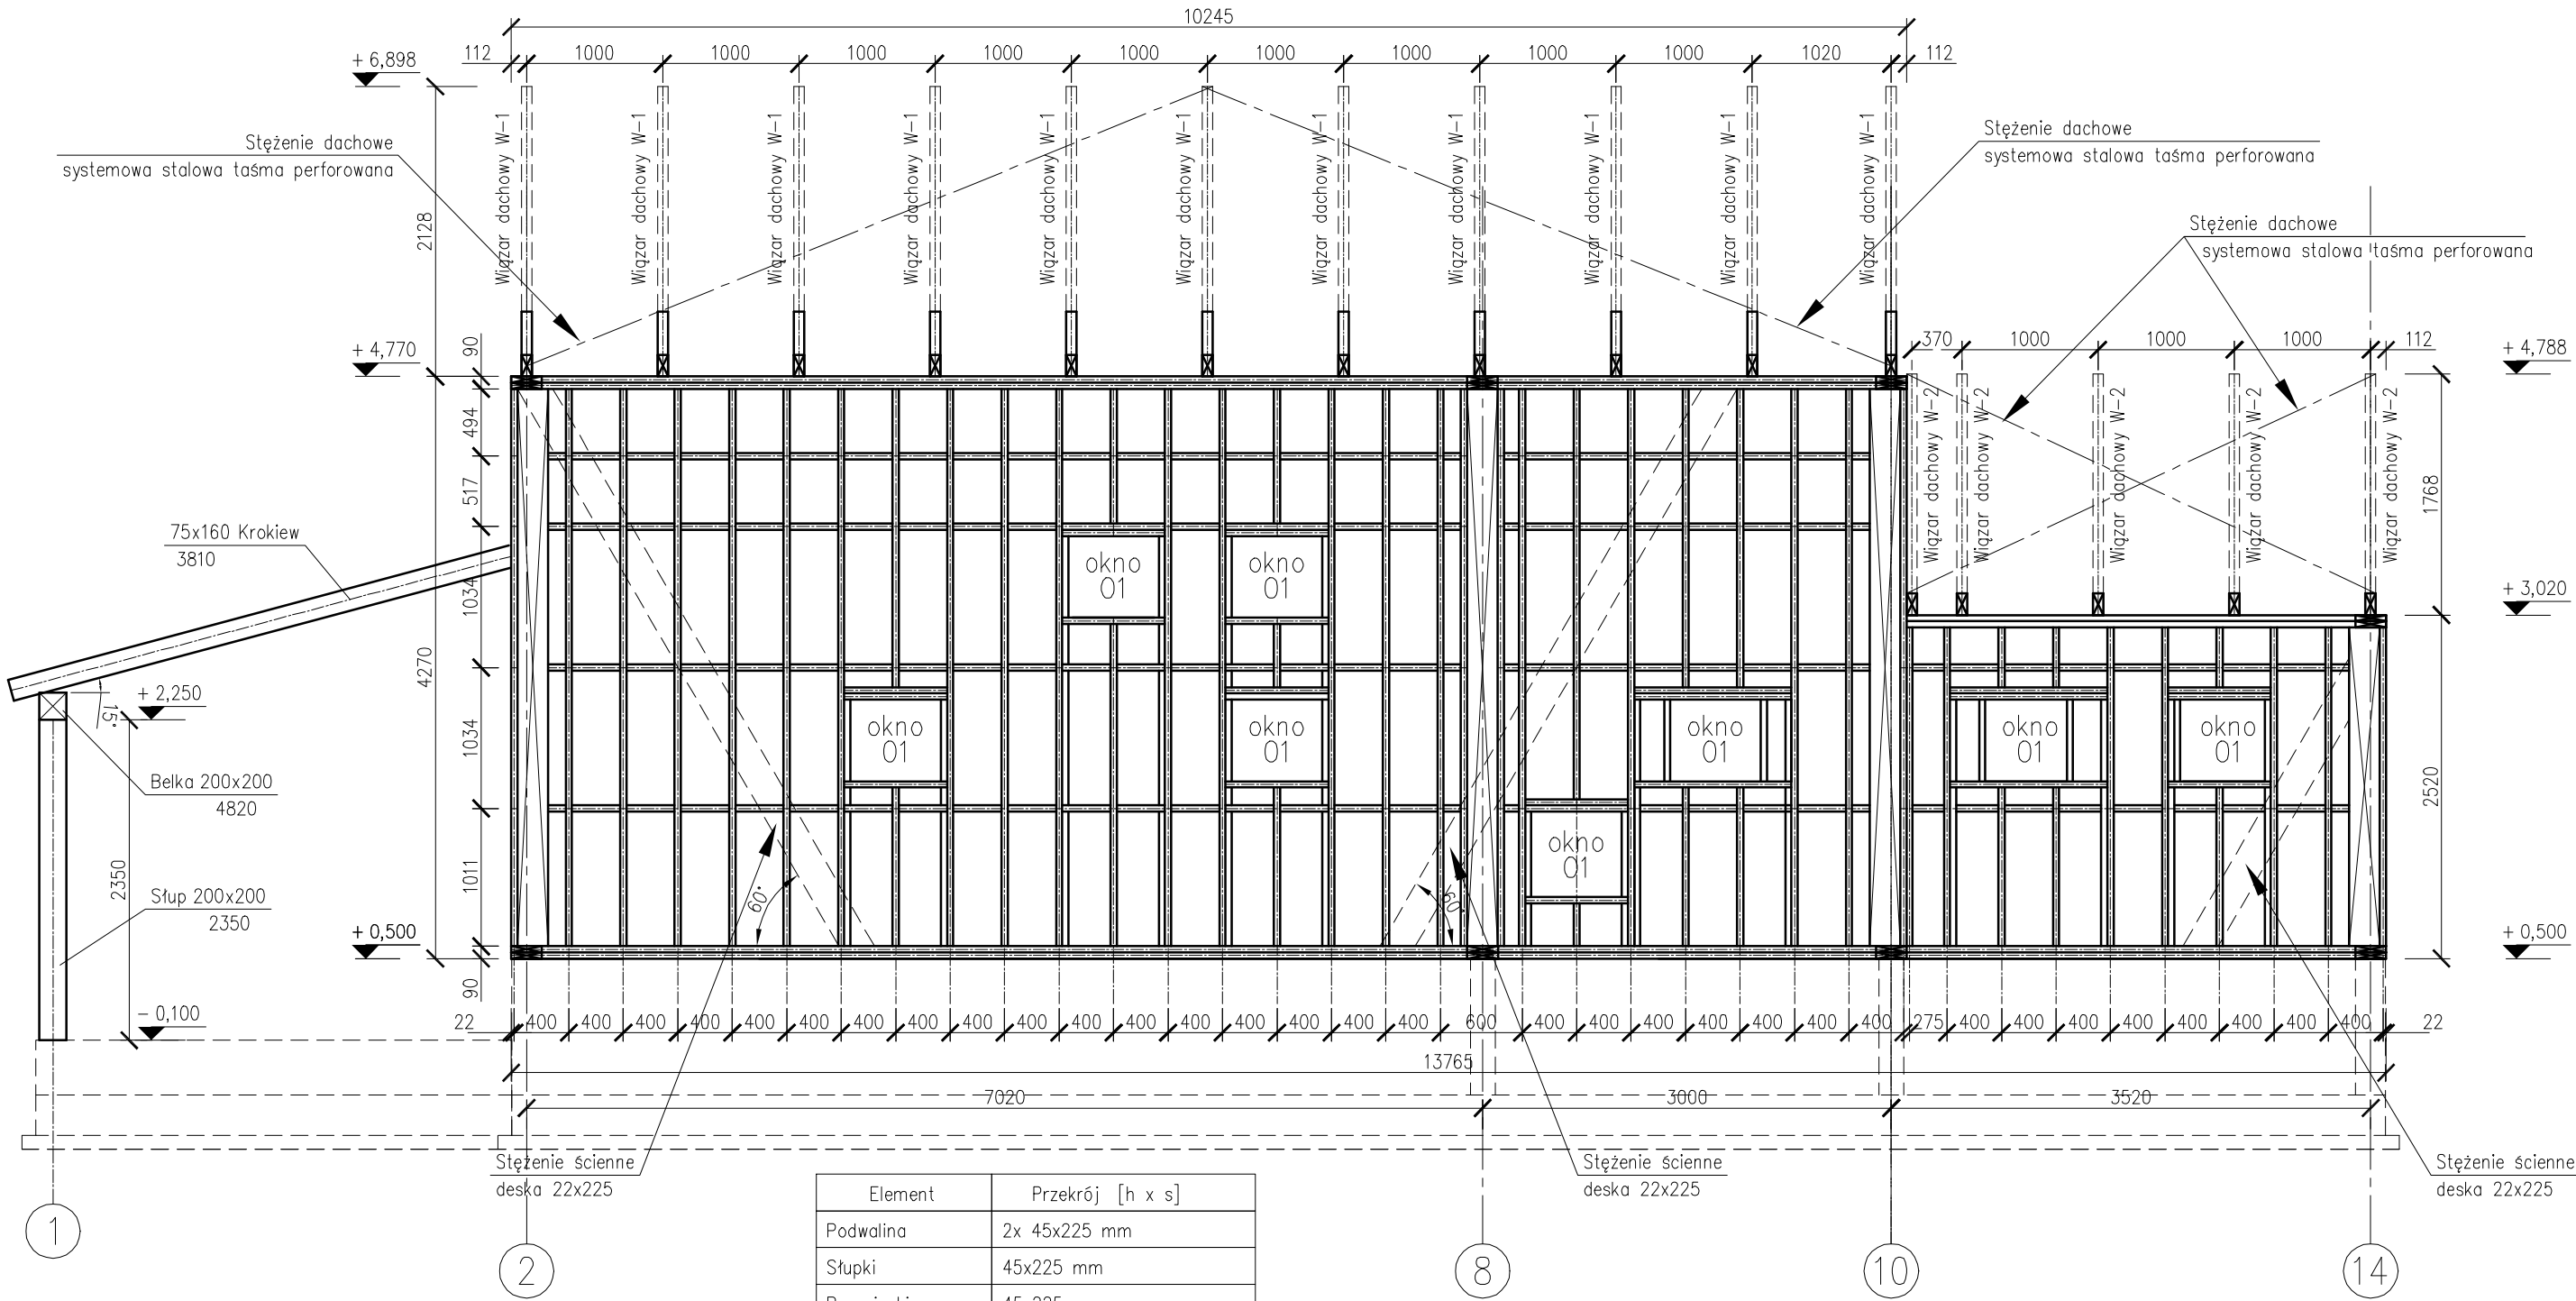 10245
112 1000 1000 1000 1000 1000 1000 1000 1000 1000 1020 112
+ 6,898
Stężenie dachowe
systemowa stalowa taśma perforowana
Stężenie dachowe
systemowa stalowa taśma perforowana
Stężenie dachowe
systemowa stalowa taśma perforowana
Wiązar dachowy W-1
Wiązar dachowy W-1
Wiązar dachowy W-1
Wiązar dachowy W-1
Wiązar dachowy W-1
Wiązar dachowy W-1
Wiązar dachowy W-1
Wiązar dachowy W-1
Wiązar dachowy W-1
Wiązar dachowy W-1
Wiązar dachowy W-1
2128
+ 4,770
90
494
517
1034
1034
1011
90
4270
370 1000 1000 1000 112
+ 4,788
Wiązar dachowy W-2
Wiązar dachowy W-2
Wiązar dachowy W-2
Wiązar dachowy W-2
Wiązar dachowy W-2
1768
+ 3,020
2520
+ 0,500
75x160 Krokiew
3810
15°
+ 2,250
Belka 200x200
4820
2350
Słup 200x200
2350
+ 0,500
- 0,100
okno
01
okno
01
okno
01
okno
01
okno
01
okno
01
okno
01
okno
01
60°
60°
22 400 400 400 400 400 400 400 400 400 400 400 400 400 400 400 400 400 600 400 400 400 400 400 400 400 275 400 400 400 400 400 400 400 400 22
13765
7020 3000 3520
Stężenie ścienne
deska 22x225
Stężenie ścienne
deska 22x225
Stężenie ścienne
deska 22x225
Element Przekrój [h x s]
Podwalina 2x 45x225 mm
Słupki 45x225 mm
1
2
8
10
14